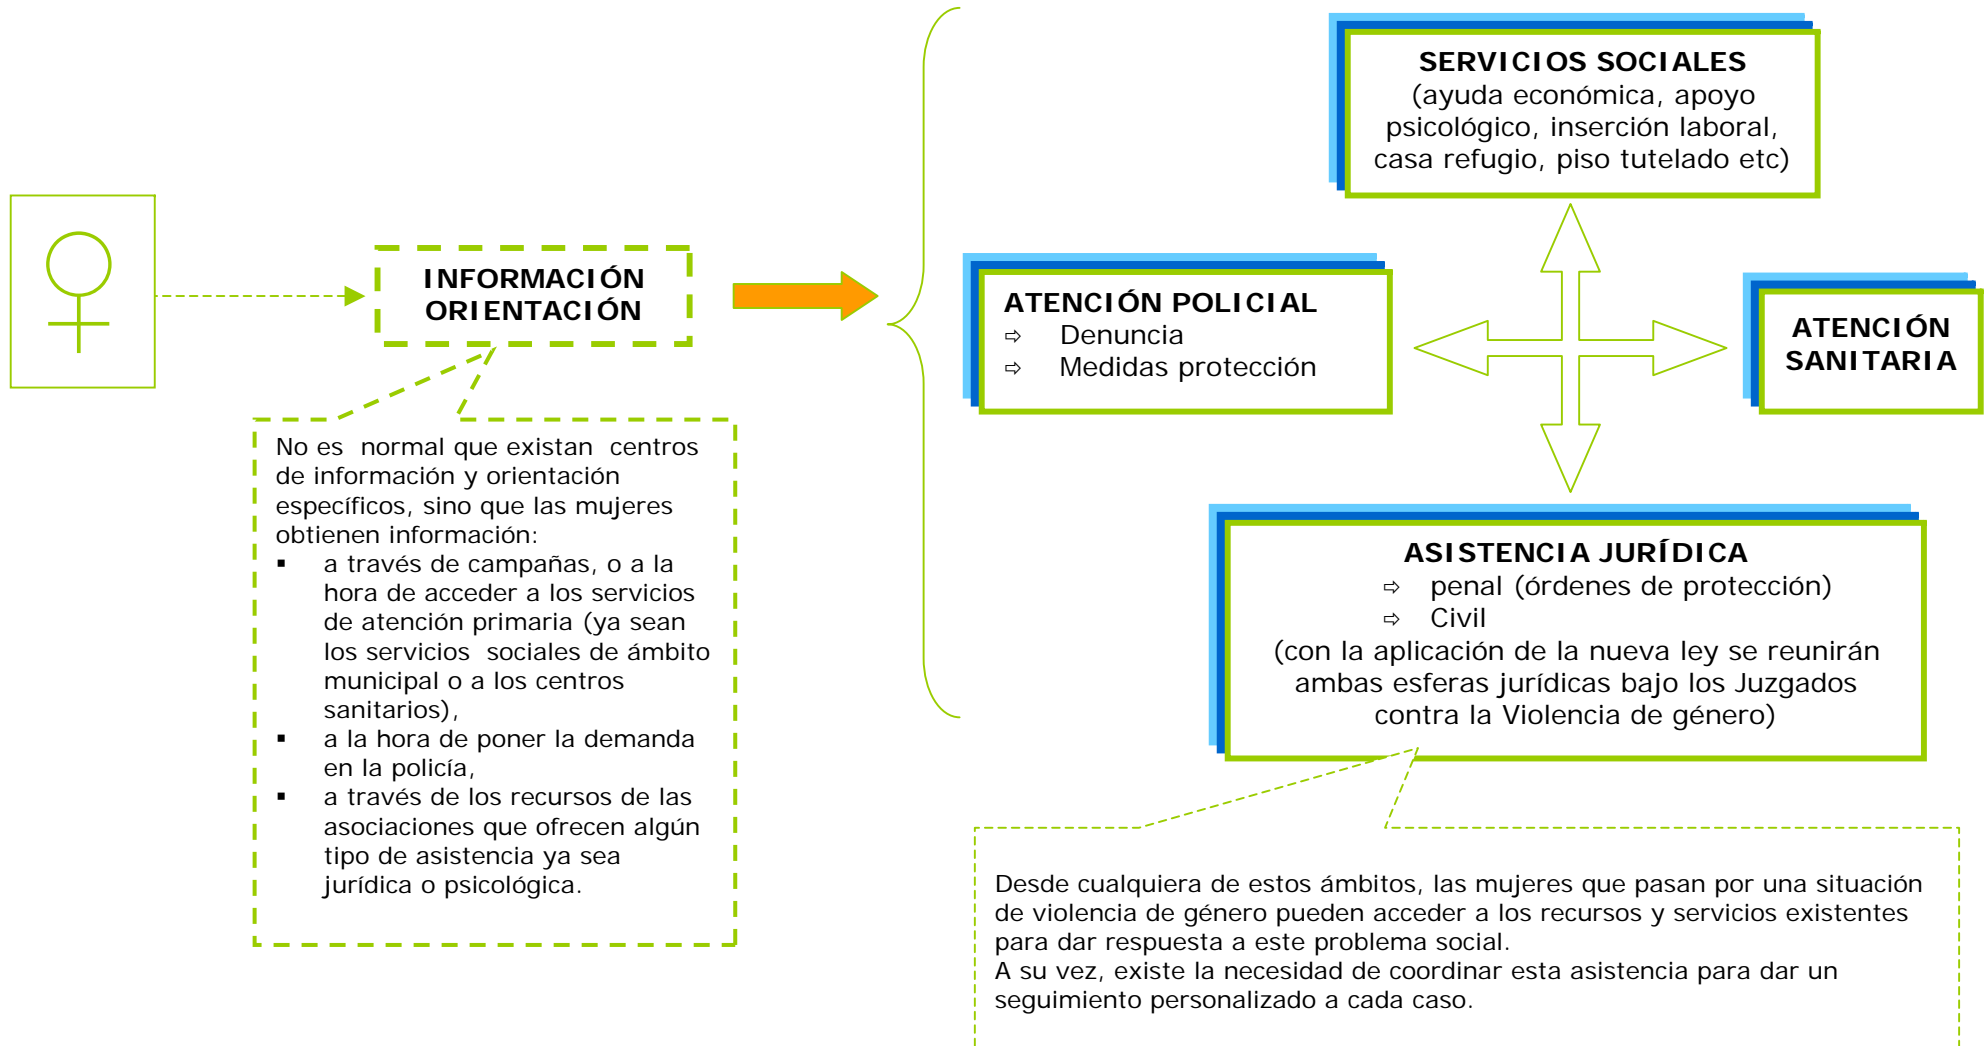 SERVICIOS SOCIALES
(ayuda económica, apoyo
psicológico, inserción laboral,
casa refugio, piso tutelado etc)
INFORMACIÓN
ORIENTACIÓN
ATENCIÓN POLICIAL
⇨ Denuncia
⇨ Medidas protección
ATENCIÓN
SANITARIA
No es normal que existan centros
de información y orientación
específicos, sino que las mujeres
obtienen información:
▪ a través de campañas, o a la
hora de acceder a los servicios
de atención primaria (ya sean
los servicios sociales de ámbito
municipal o a los centros
sanitarios),
▪ a la hora de poner la demanda
en la policía,
▪ a través de los recursos de las
asociaciones que ofrecen algún
tipo de asistencia ya sea
jurídica o psicológica.
ASISTENCIA JURÍDICA
⇨ penal (órdenes de protección)
⇨ Civil
(con la aplicación de la nueva ley se reunirán
ambas esferas jurídicas bajo los Juzgados
contra la Violencia de género)
Desde cualquiera de estos ámbitos, las mujeres que pasan por una situación
de violencia de género pueden acceder a los recursos y servicios existentes
para dar respuesta a este problema social.
A su vez, existe la necesidad de coordinar esta asistencia para dar un
seguimiento personalizado a cada caso.